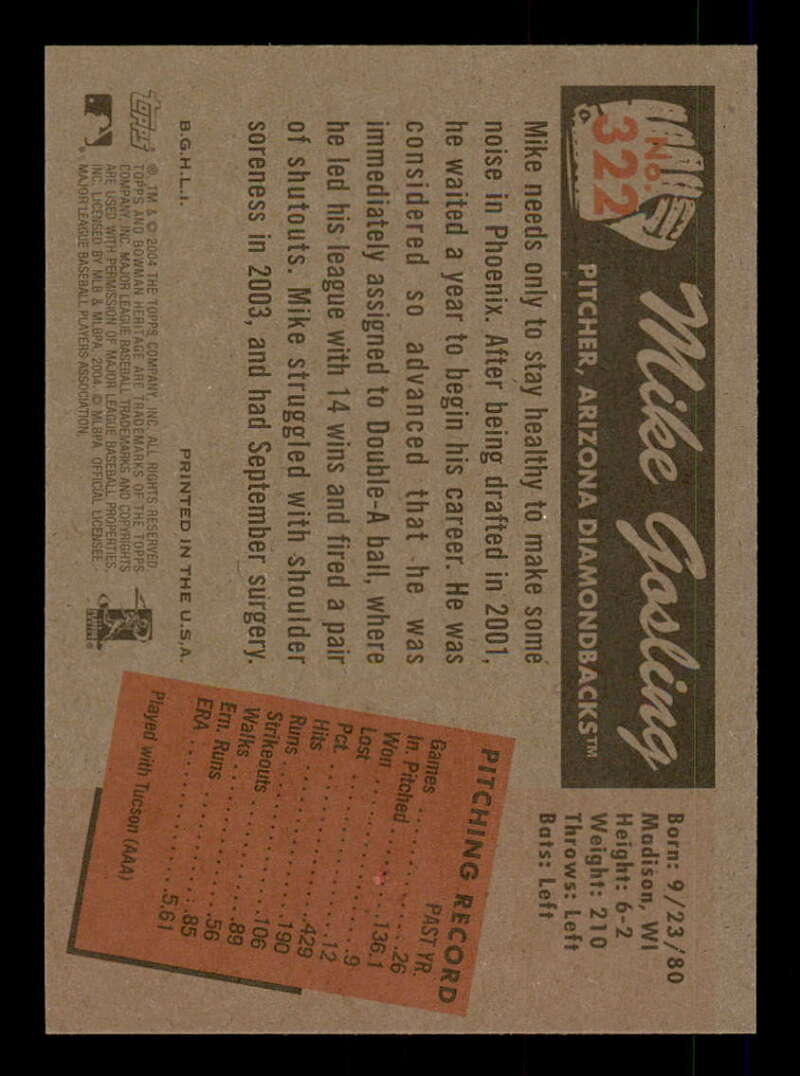 No.
322
Mike Gosling
PITCHER, ARIZONA DIAMONDBACKS™
Born: 9/23/80
Madison, WI
Height: 6-2
Weight: 210
Throws: Left
Bats: Left
Mike needs only to stay healthy to make some
noise in Phoenix. After being drafted in 2001,
he waited a year to begin his career. He was
considered so advanced that he was
immediately assigned to Double-A ball, where
he led his league with 14 wins and fired a pair
of shutouts. Mike struggled with shoulder
soreness in 2003, and had September surgery.
PITCHING RECORD
PAST YR.
Games ..........26
In. Pitched ......136.1
Won ..........9
Lost ..........12
Pct. ..........429
Hits ..........190
Runs ..........106
Strikeouts ..........89
Walks ..........56
Ern. Runs ..........85
ERA ..........5.61
Played with Tucson (AAA)
B.G.H.L.I. PRINTED IN THE U.S.A.
Topps
®, TM & © 2004 THE TOPPS COMPANY, INC. ALL RIGHTS RESERVED.
TOPPS AND BOWMAN HERITAGE ARE TRADEMARKS OF THE TOPPS
COMPANY, INC. MAJOR LEAGUE BASEBALL TRADEMARKS AND COPYRIGHTS
ARE USED WITH PERMISSION OF MAJOR LEAGUE BASEBALL PROPERTIES,
INC. LICENSED BY MLB & MLBPA, 2004. © MLBPA OFFICIAL LICENSEE-
MAJOR LEAGUE BASEBALL PLAYERS ASSOCIATION.